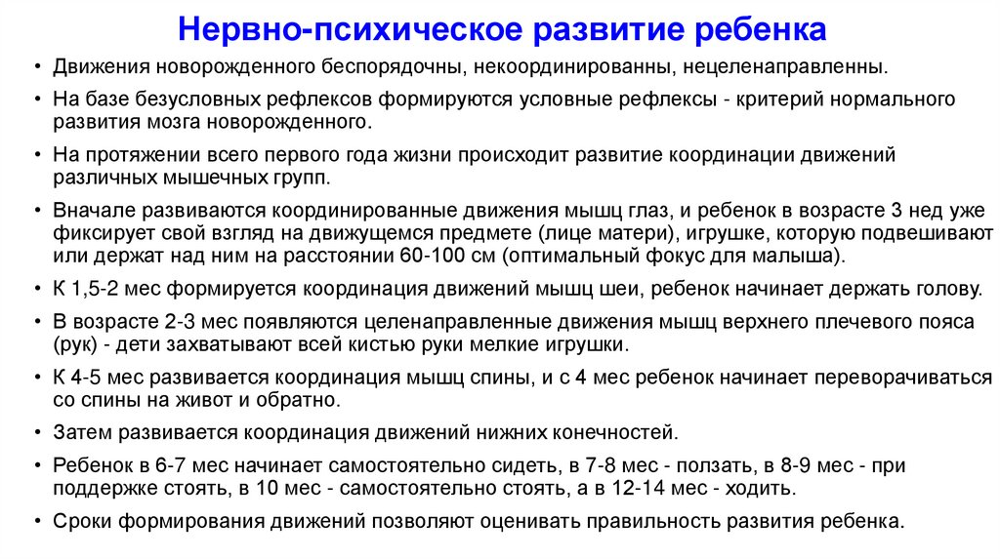 Нервно-психическое развитие ребенка
• Движения новорожденного беспорядочны, некоординированны, нецеленаправленны.
• На базе безусловных рефлексов формируются условные рефлексы - критерий нормального
развития мозга новорожденного.
• На протяжении всего первого года жизни происходит развитие координации движений
различных мышечных групп.
• Вначале развиваются координированные движения мышц глаз, и ребенок в возрасте 3 нед уже
фиксирует свой взгляд на движущемся предмете (лице матери), игрушке, которую подвешивают
или держат над ним на расстоянии 60-100 см (оптимальный фокус для малыша).
• К 1,5-2 мес формируется координация движений мышц шеи, ребенок начинает держать голову.
• В возрасте 2-3 мес появляются целенаправленные движения мышц верхнего плечевого пояса
(рук) - дети захватывают всей кистью руки мелкие игрушки.
• К 4-5 мес развивается координация мышц спины, и с 4 мес ребенок начинает переворачиваться
со спины на живот и обратно.
• Затем развивается координация движений нижних конечностей.
• Ребенок в 6-7 мес начинает самостоятельно сидеть, в 7-8 мес - ползать, в 8-9 мес - при
поддержке стоять, в 10 мес - самостоятельно стоять, а в 12-14 мес - ходить.
• Сроки формирования движений позволяют оценивать правильность развития ребенка.